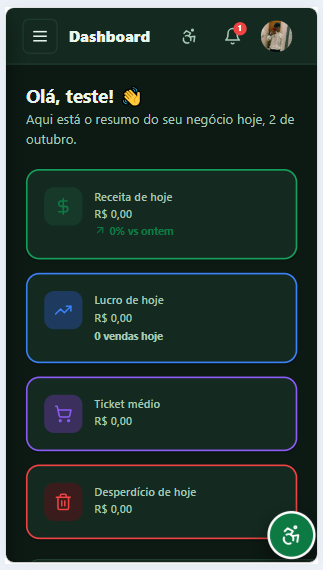 Dashboard
1
Olá, teste! 👋
Aqui está o resumo do seu negócio hoje, 2 de
outubro.
Receita de hoje
R$ 0,00
↗ 0% vs ontem
Lucro de hoje
R$ 0,00
0 vendas hoje
Ticket médio
R$ 0,00
Desperdício de hoje
R$ 0,00